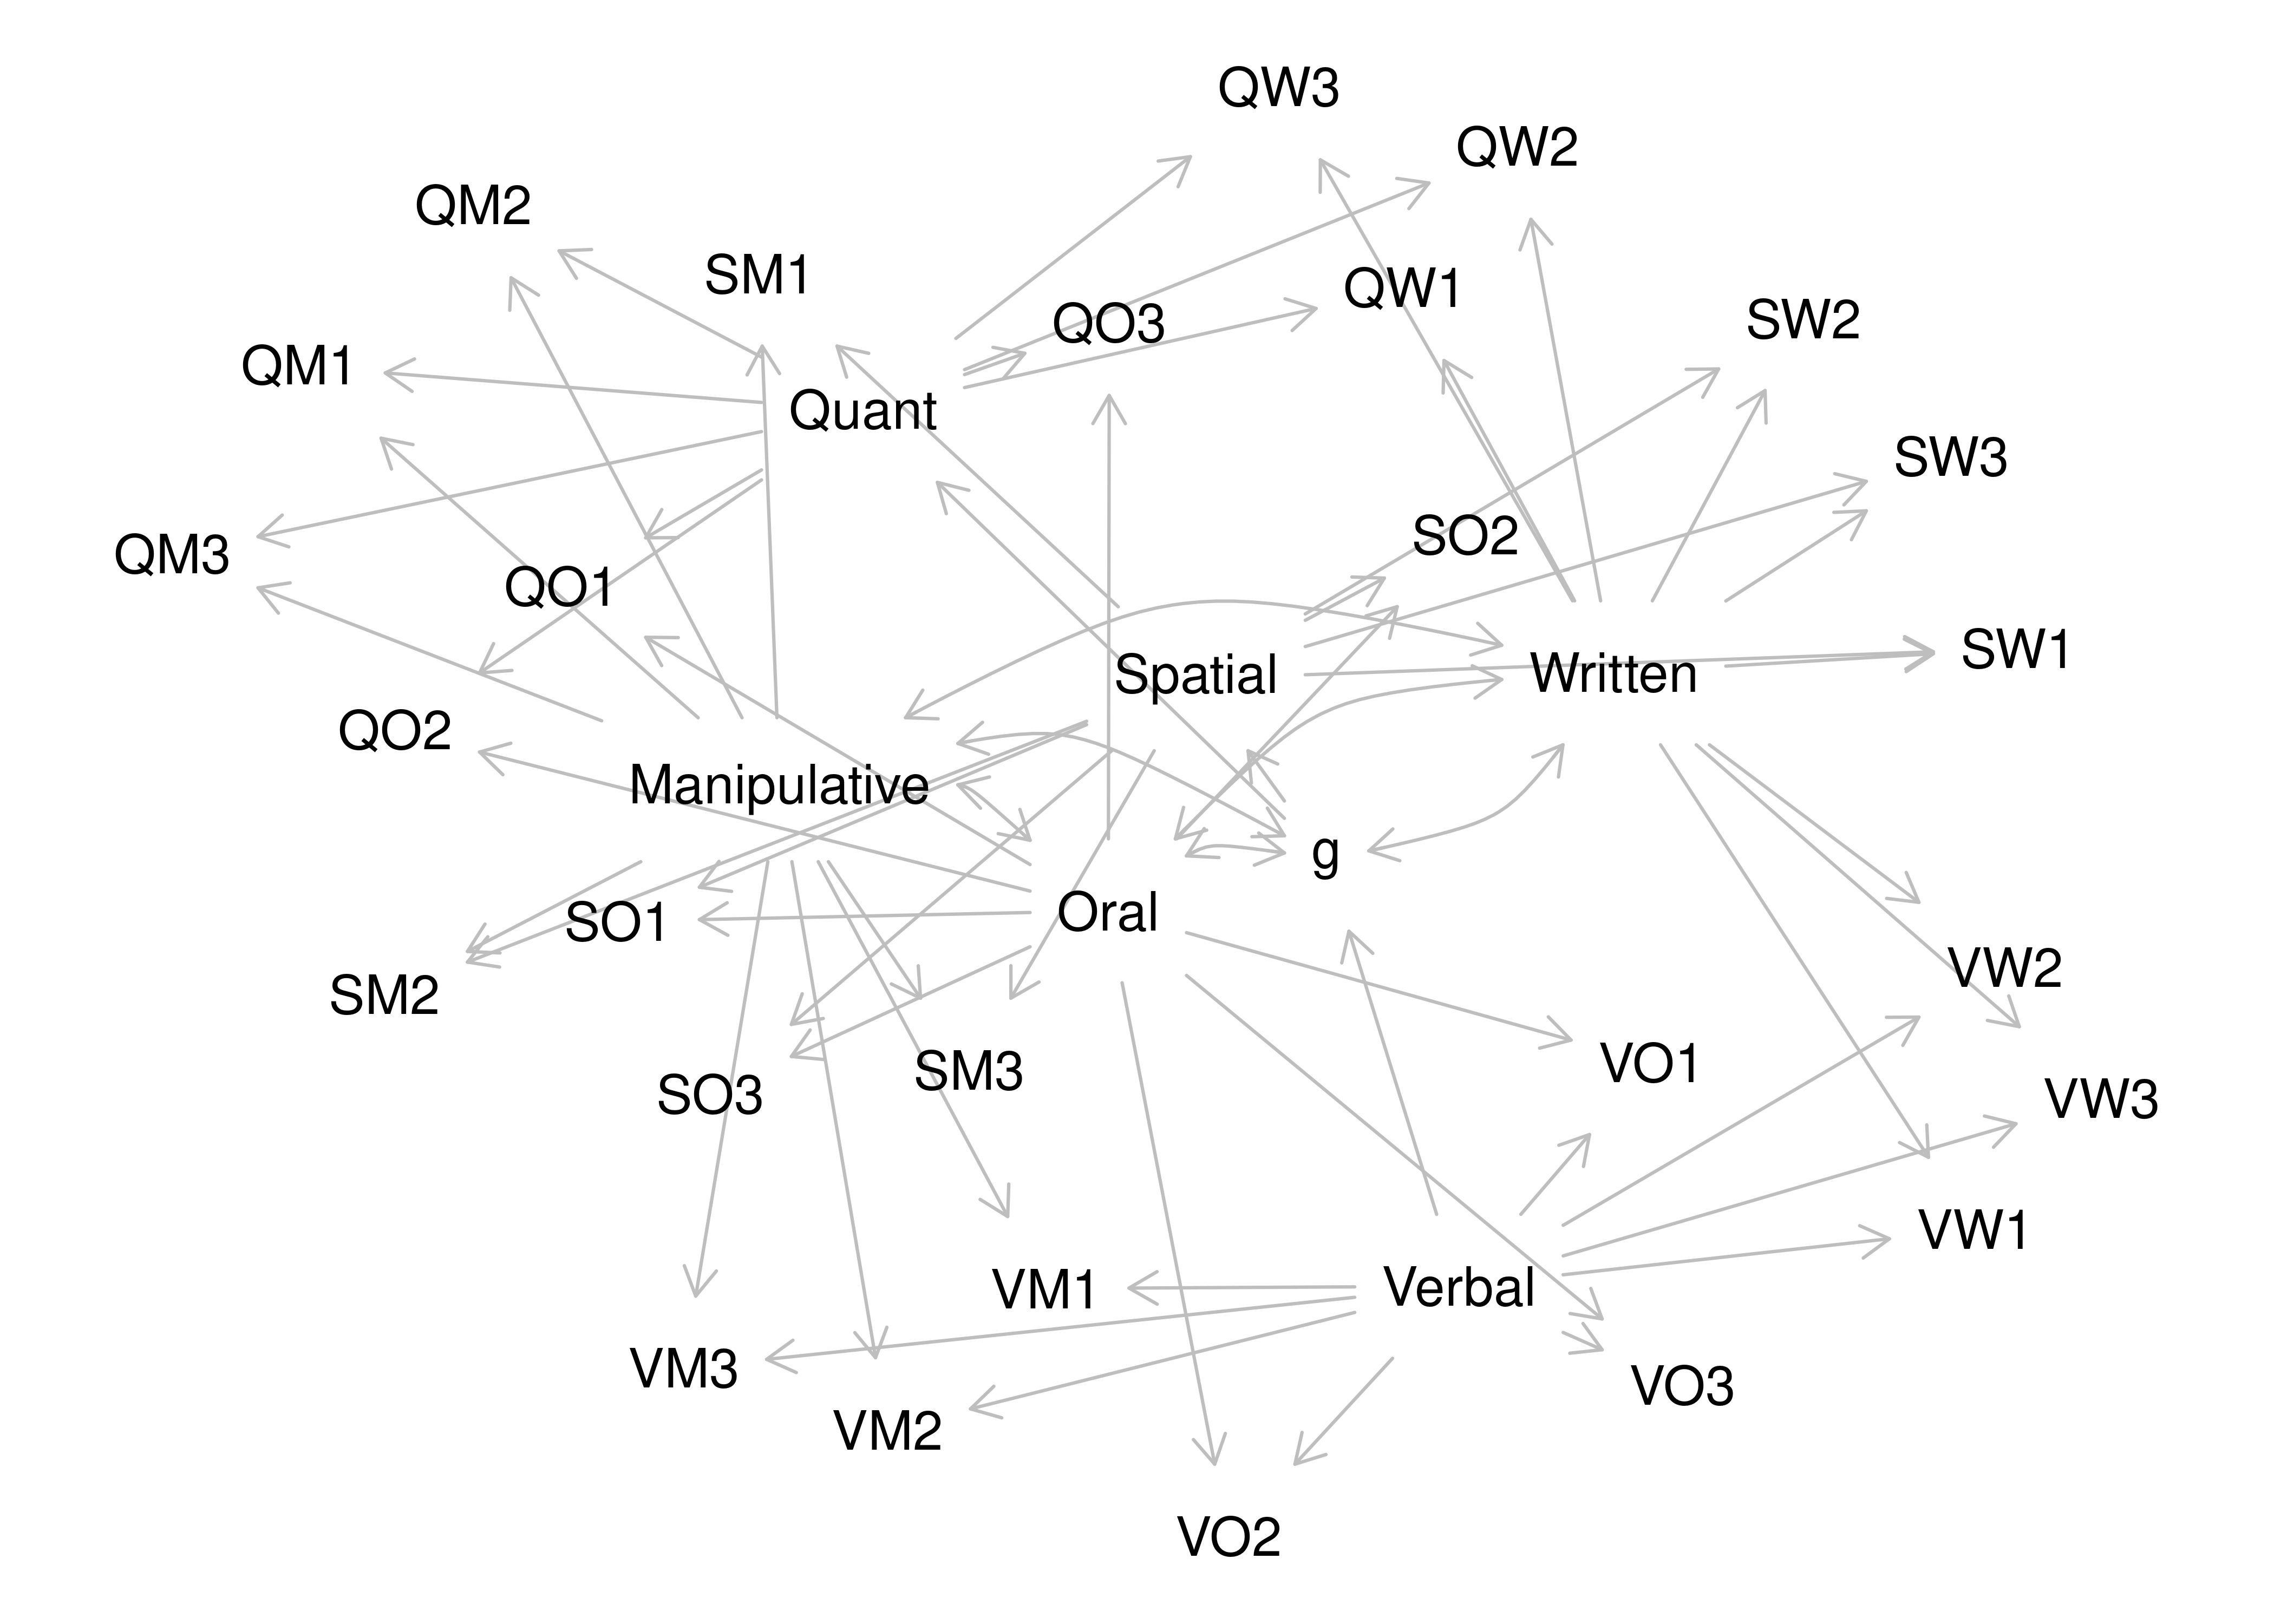 QW3
QW2
QM2
SM1
QW1
QO3
SW2
QM1
Quant
SW3
SO2
QM3
QO1
SW1
Spatial
Written
QO2
Manipulative
g
Oral
SO1
VW2
SM2
VO1
SM3
SO3
VW3
VW1
Verbal
VM1
VM3
VO3
VM2
VO2